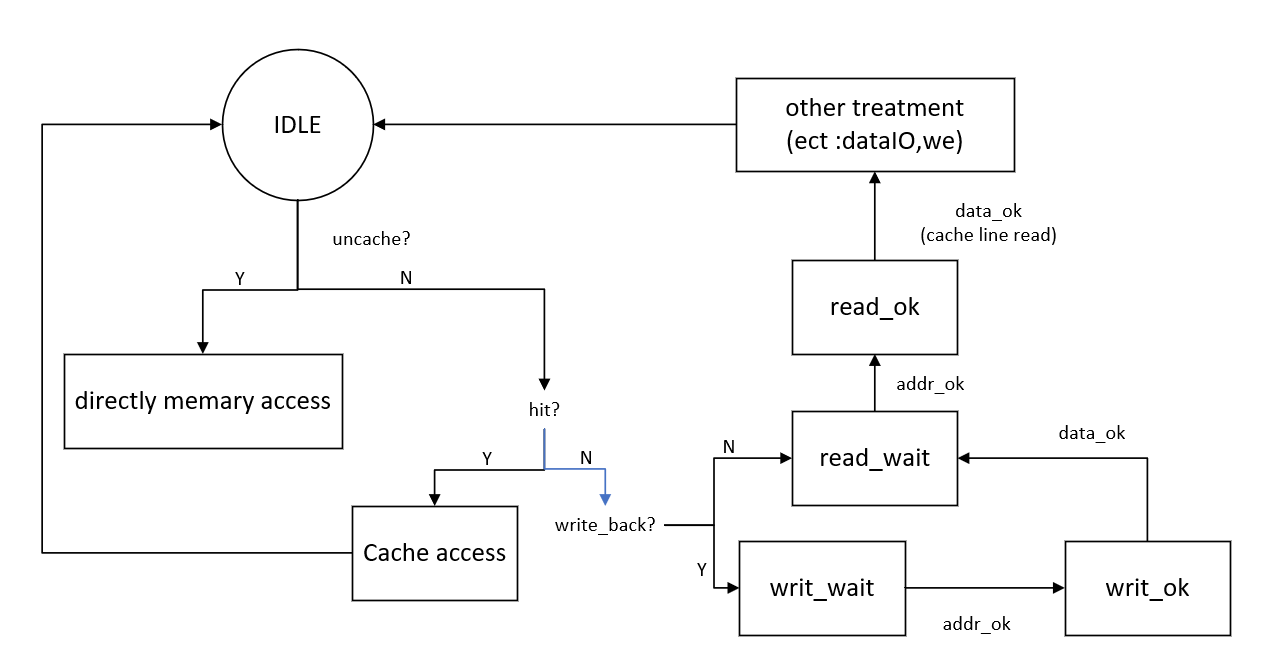 IDLE
other treatment
(ect :dataIO,we)
data_ok
(cache line read)
uncache?
Y
N
read_ok
directly memary access
addr_ok
hit?
Y
N
N
read_wait
data_ok
write_back?
Cache access
Y
writ_wait
addr_ok
writ_ok